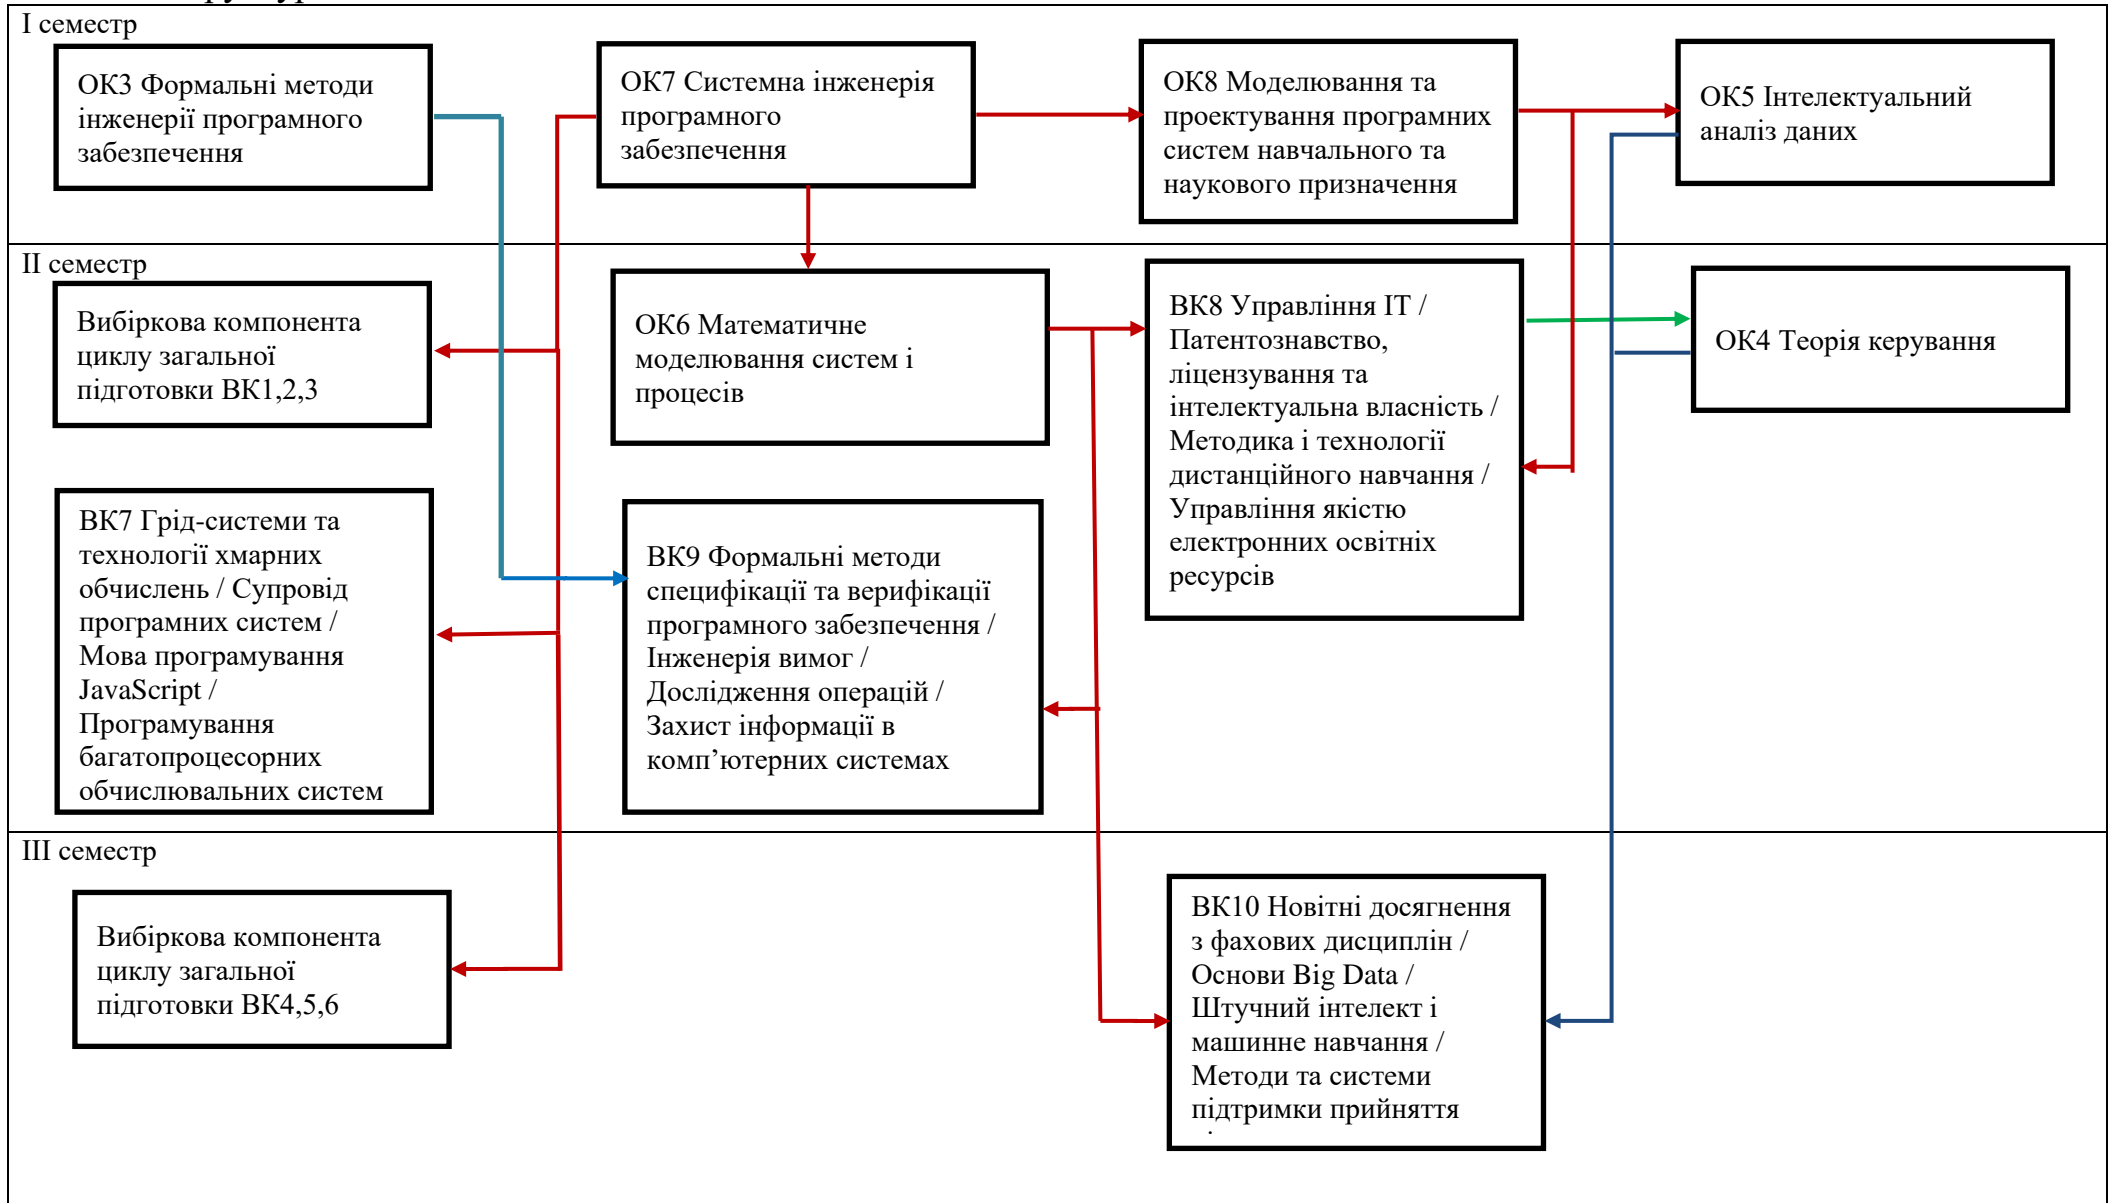 І семестр
ОК3 Формальні методи
інженерії програмного
забезпечення
ОК7 Системна інженерія
програмного
забезпечення
ОК8 Моделювання та
проектування програмних
систем навчального та
наукового призначення
ОК5 Інтелектуальний
аналіз даних
ІІ семестр
Вибіркова компонента
циклу загальної
підготовки ВК1,2,3
ОК6 Математичне
моделювання систем і
процесів
ВК8 Управління ІТ /
Патентознавство,
ліцензування та
інтелектуальна власність /
Методика і технології
дистанційного навчання /
Управління якістю
електронних освітніх
ресурсів
ОК4 Теорія керування
ВК7 Грід-системи та
технології хмарних
обчислень / Супровід
програмних систем /
Мова програмування
JavaScript /
Програмування
багатопроцесорних
обчислювальних систем
ВК9 Формальні методи
специфікації та верифікації
програмного забезпечення /
Інженерія вимог /
Дослідження операцій /
Захист інформації в
комп’ютерних системах
ІІІ семестр
Вибіркова компонента
циклу загальної
підготовки ВК4,5,6
ВК10 Новітні досягнення
з фахових дисциплін /
Основи Big Data /
Штучний інтелект і
машинне навчання /
Методи та системи
підтримки прийняття